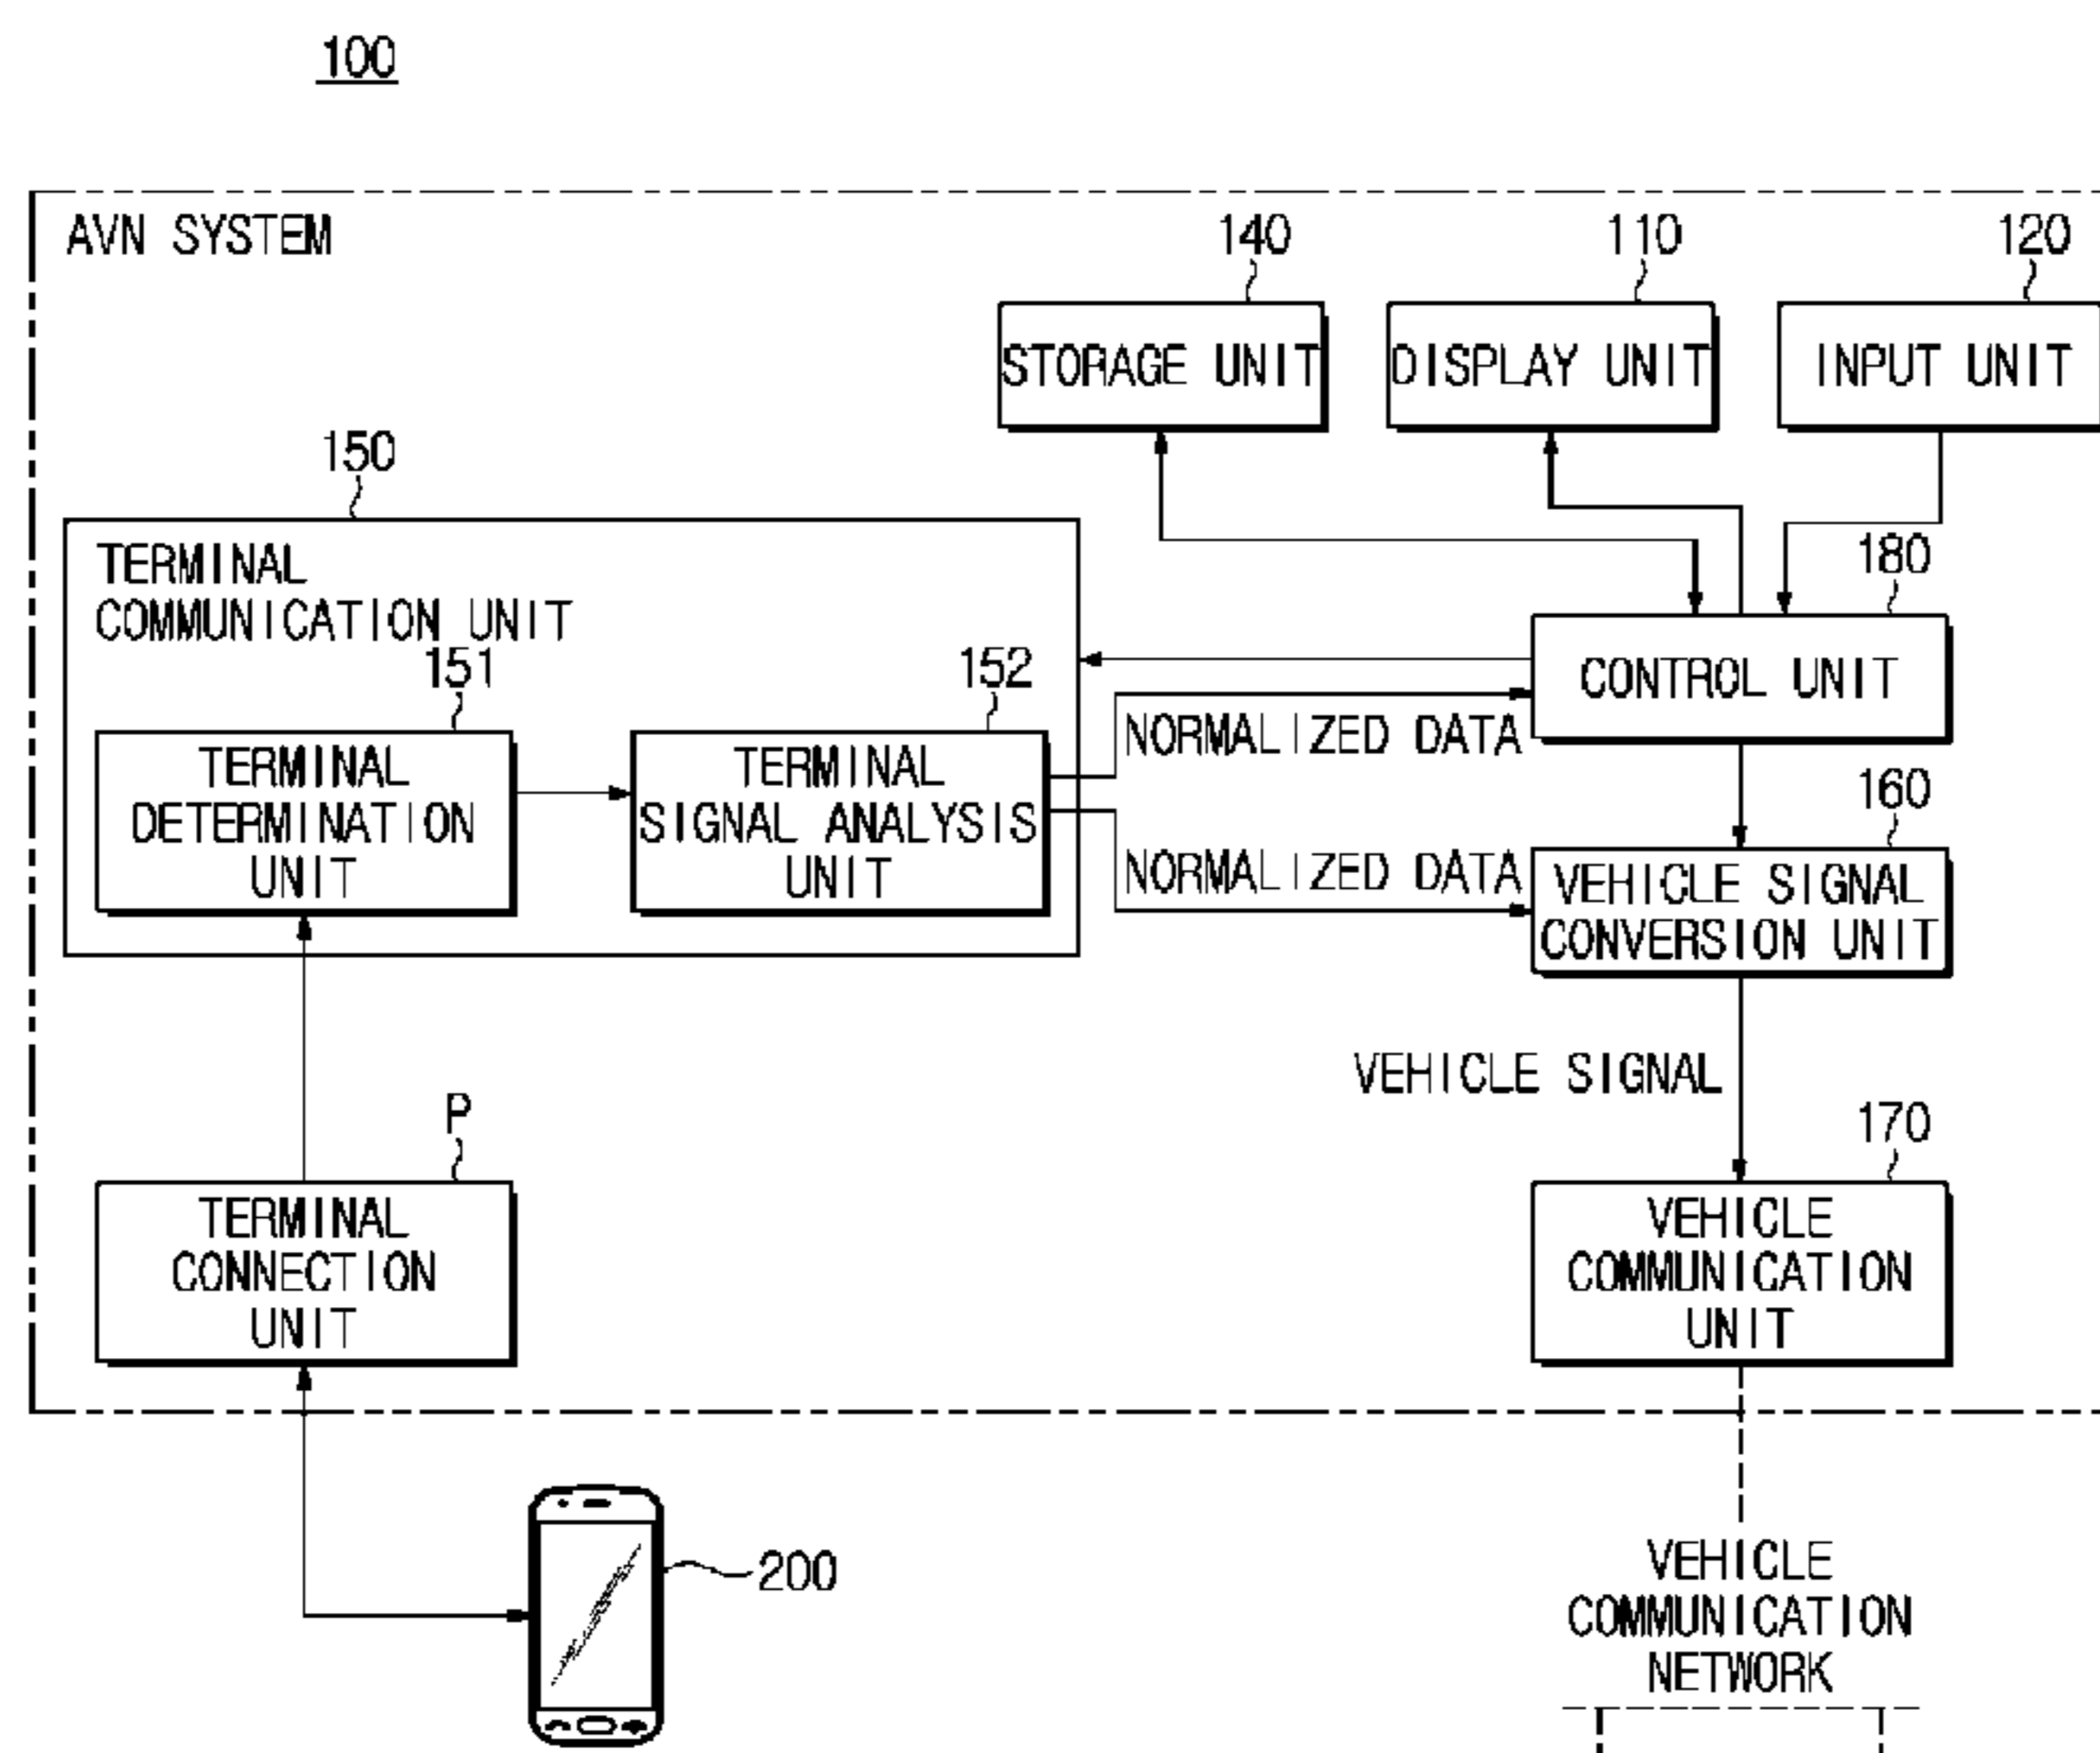 100
AVN SYSTEM
140
110
120
STORAGE UNIT
DISPLAY UNIT
INPUT UNIT
150
180
TERMINAL
COMMUNICATION UNIT
CONTROL UNIT
151
152
NORMALIZED DATA
TERMINAL
DETERMINATION
UNIT
TERMINAL
SIGNAL ANALYSIS
UNIT
160
NORMALIZED DATA
VEHICLE SIGNAL
CONVERSION UNIT
VEHICLE SIGNAL
P
170
TERMINAL
CONNECTION
UNIT
VEHICLE
COMMUNICATION
UNIT
200
VEHICLE
COMMUNICATION
NETWORK